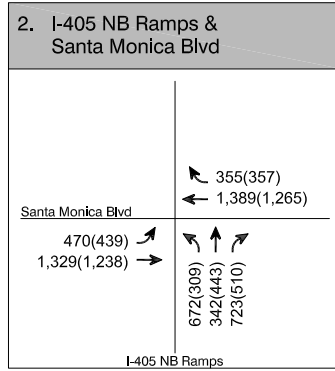 2. I-405 NB Ramps &
Santa Monica Blvd
355(357)
1,389(1,265)
Santa Monica Blvd
470(439)
1,329(1,238)
672(309)
342(443)
723(510)
I-405 NB Ramps